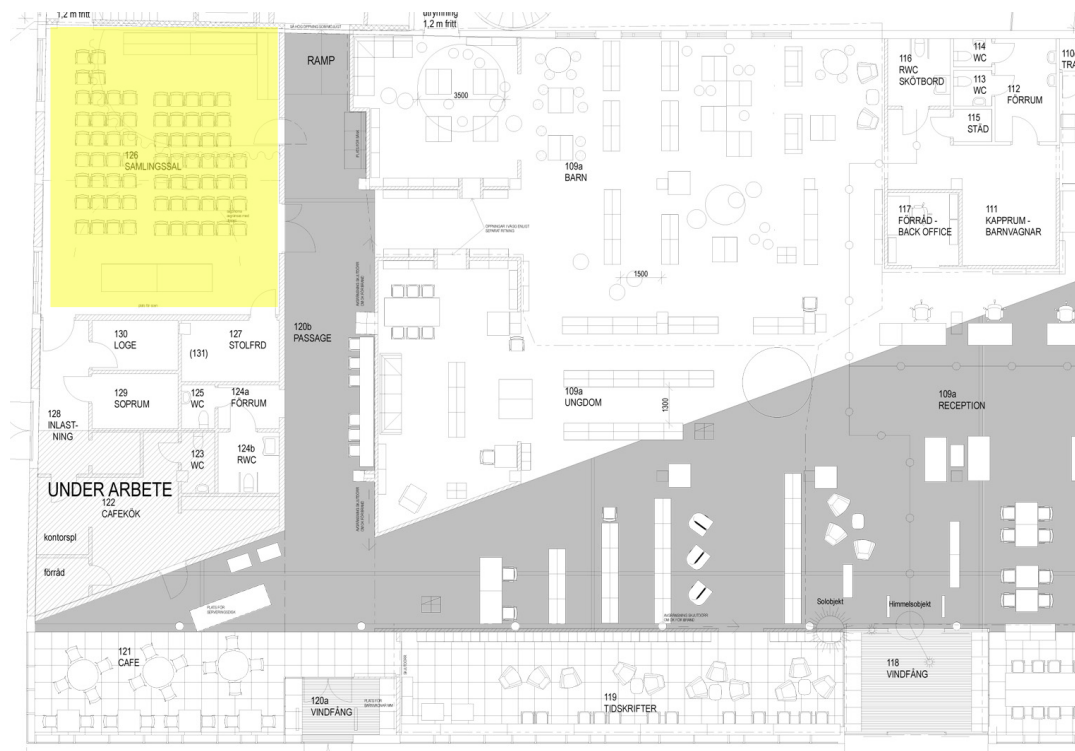 1,2 m fritt
utrymning
1,2 m fritt
RAMP
3500
116
RWC
SKÖTBORD
114
WC
113
WC
112
FÖRRUM
115
STÄD
126
SAMLINGSSAL
109a
BARN
117
FÖRRÅD -
BACK OFFICE
111
KAPPRUM -
BARNVAGNAR
1500
130
LOGE
127
STOLFRD
(131)
120b
PASSAGE
129
SOPRUM
125
WC
124a
FÖRRUM
128
INLAST-
NING
109a
UNGDOM
1300
109a
RECEPTION
123
WC
124b
RWC
UNDER ARBETE
122
CAFEKÖK
kontorspl
förråd
Solobjekt
Himmelsobjekt
121
CAFE
120a
VINDFÅNG
119
TIDSKRIFTER
118
VINDFÅNG